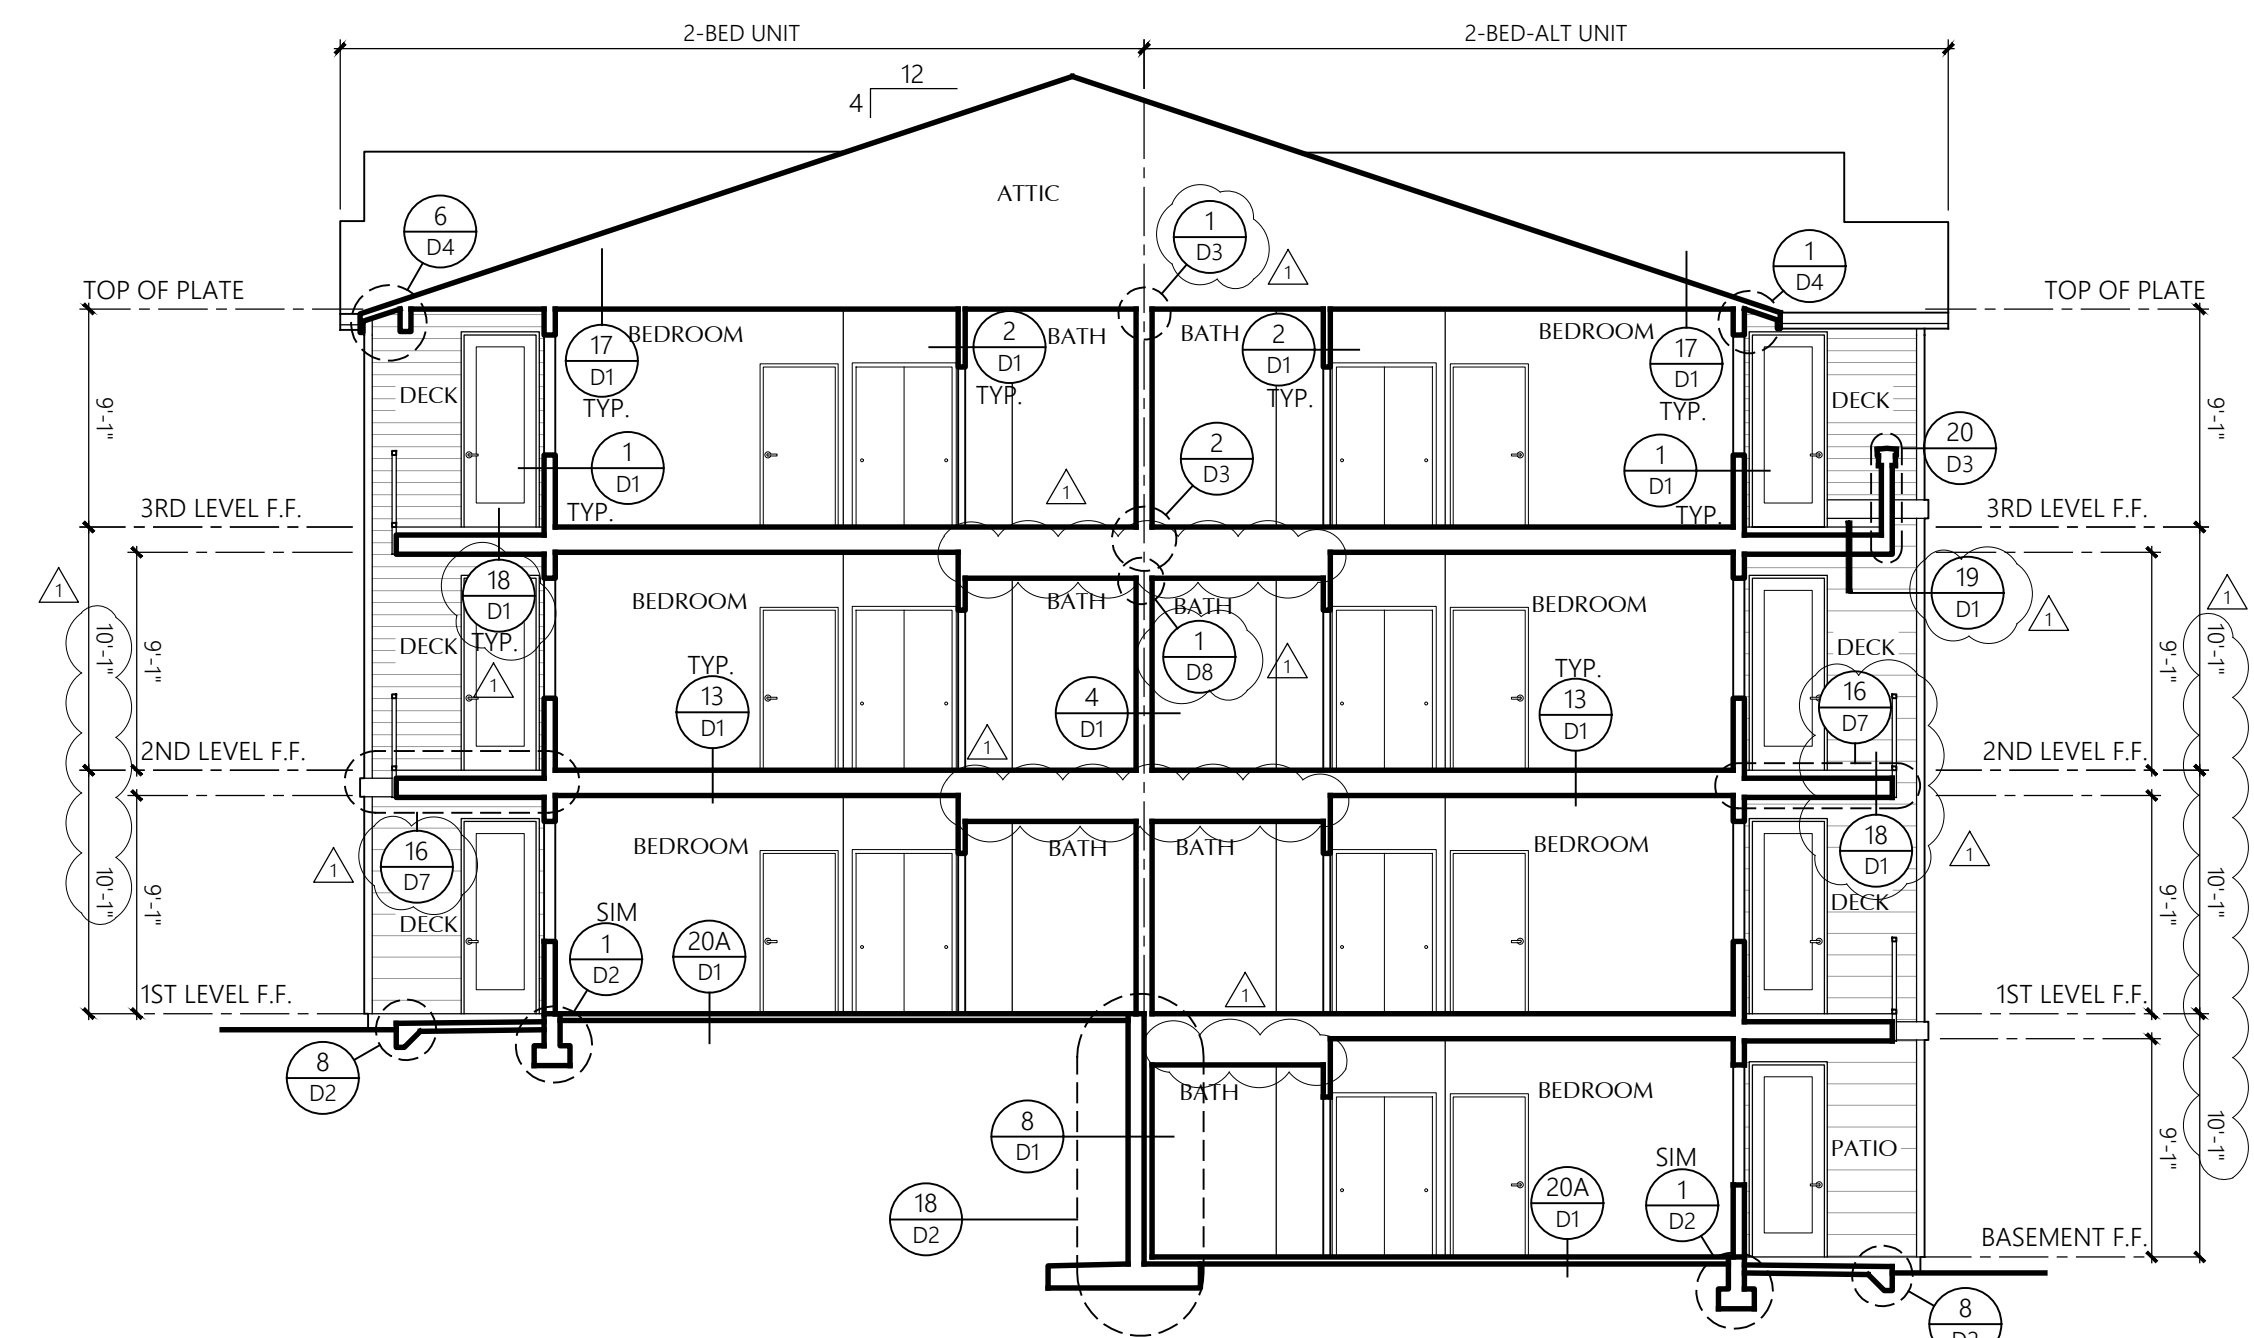 2-BED UNIT
2-BED-ALT UNIT
12
4
ATTIC
6
D4
1
D3
1
1
D4
TOP OF PLATE
TOP OF PLATE
BEDROOM
17
D1
TYP.
2
D1
TYP.
BATH
BATH
2
D1
TYP.
BEDROOM
17
D1
TYP.
DECK
DECK
9'-1"
9'-1"
1
D1
TYP.
1
2
D3
1
D1
TYP.
20
D3
3RD LEVEL F.F.
3RD LEVEL F.F.
1
18
D1
TYP.
1
BEDROOM
BATH
BATH
1
D8
1
BEDROOM
19
D1
1
1
10'-1"
9'-1"
DECK
DECK
9'-1"
10'-1"
TYP.
13
D1
4
D1
TYP.
13
D1
16
D7
1
2ND LEVEL F.F.
2ND LEVEL F.F.
16
D7
1
BEDROOM
BATH
BATH
BEDROOM
18
D1
1
10'-1"
9'-1"
DECK
DECK
9'-1"
10'-1"
SIM
1
D2
20A
D1
1
1ST LEVEL F.F.
1ST LEVEL F.F.
8
D2
BATH
BEDROOM
8
D1
PATIO
9'-1"
10'-1"
18
D2
20A
D1
SIM
1
D2
BASEMENT F.F.
8